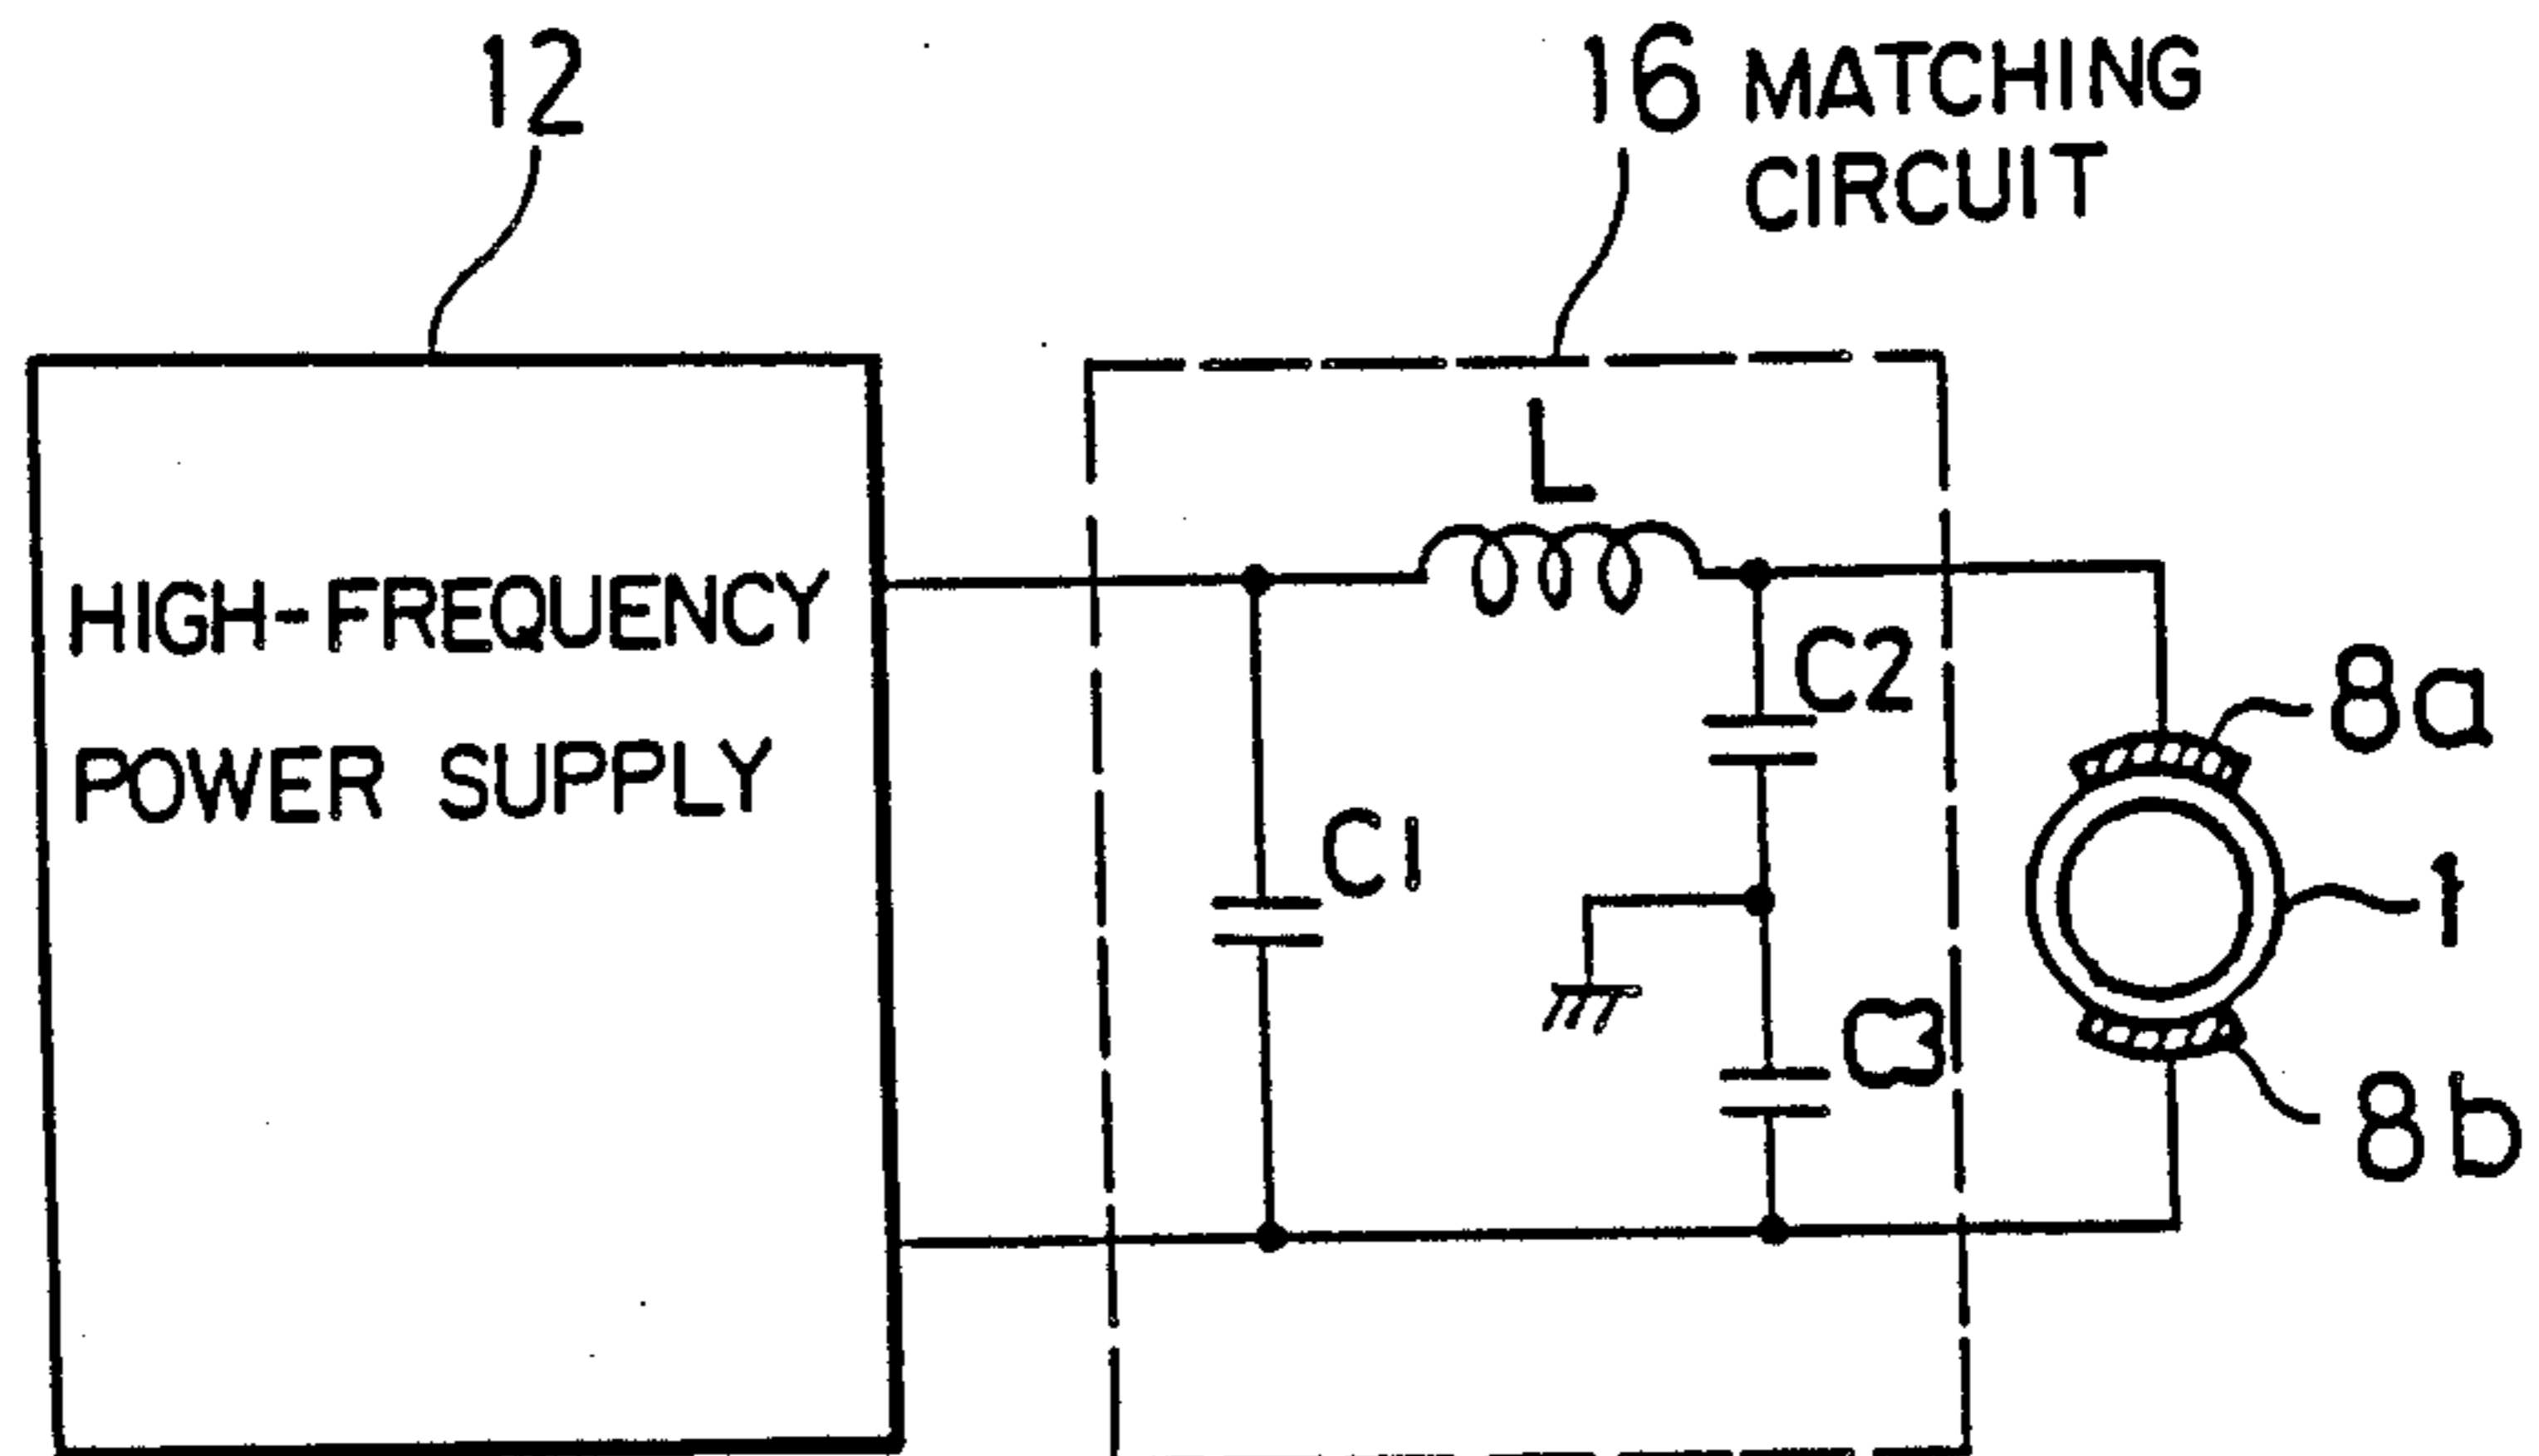 12
16 MATCHING
CIRCUIT
L
HIGH-FREQUENCY
POWER SUPPLY
C1
C2
C3
8a
1
8b